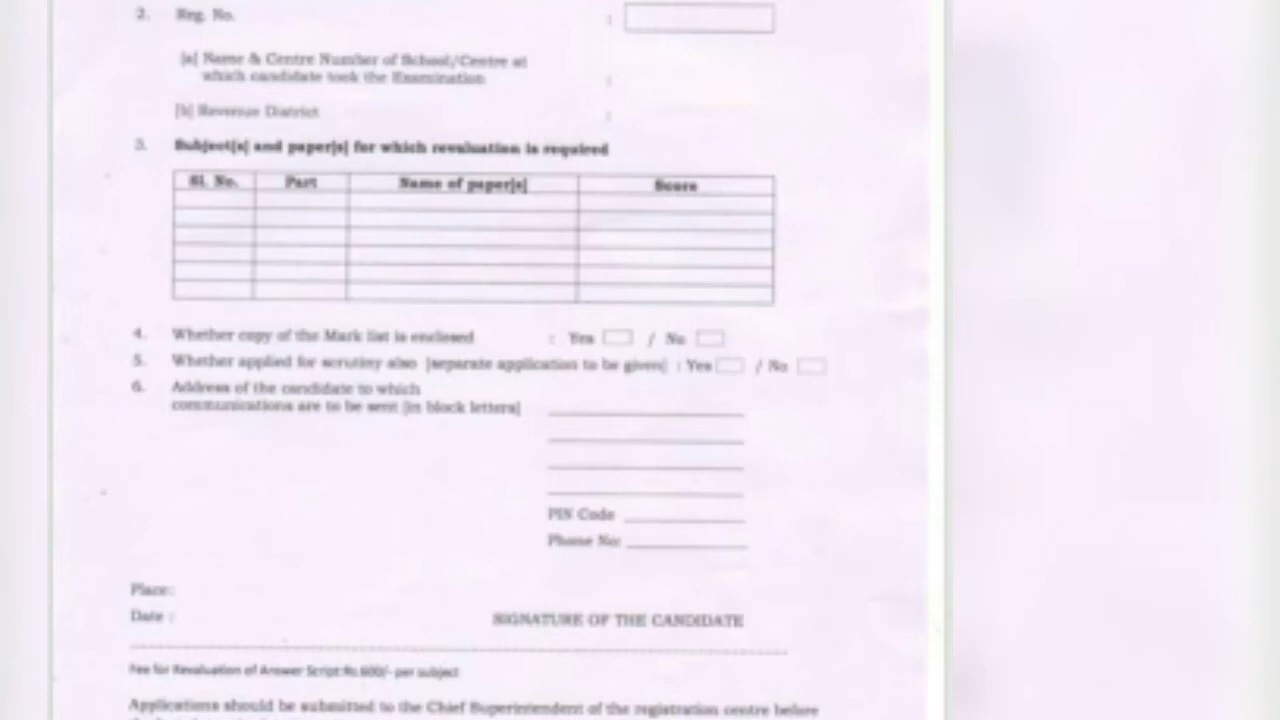 2. Reg. No. :
[a] Name & Centre Number of School/Centre at
which candidate took the Examination :
[b] Revenue District :
3. Subject[s] and paper[s] for which revaluation is required
Sl. No. Part Name of paper[s] Score
4. Whether copy of the Mark list is enclosed : Yes / No
5. Whether applied for scrutiny also [separate application to be given] : Yes / No
6. Address of the candidate to which
communications are to be sent [in block letters]
PIN Code
Phone No:
Place:
Date :
SIGNATURE OF THE CANDIDATE
Fee for Revaluation of Answer Script Rs.600/- per subject
Applications should be submitted to the Chief Superintendent of the registration centre before